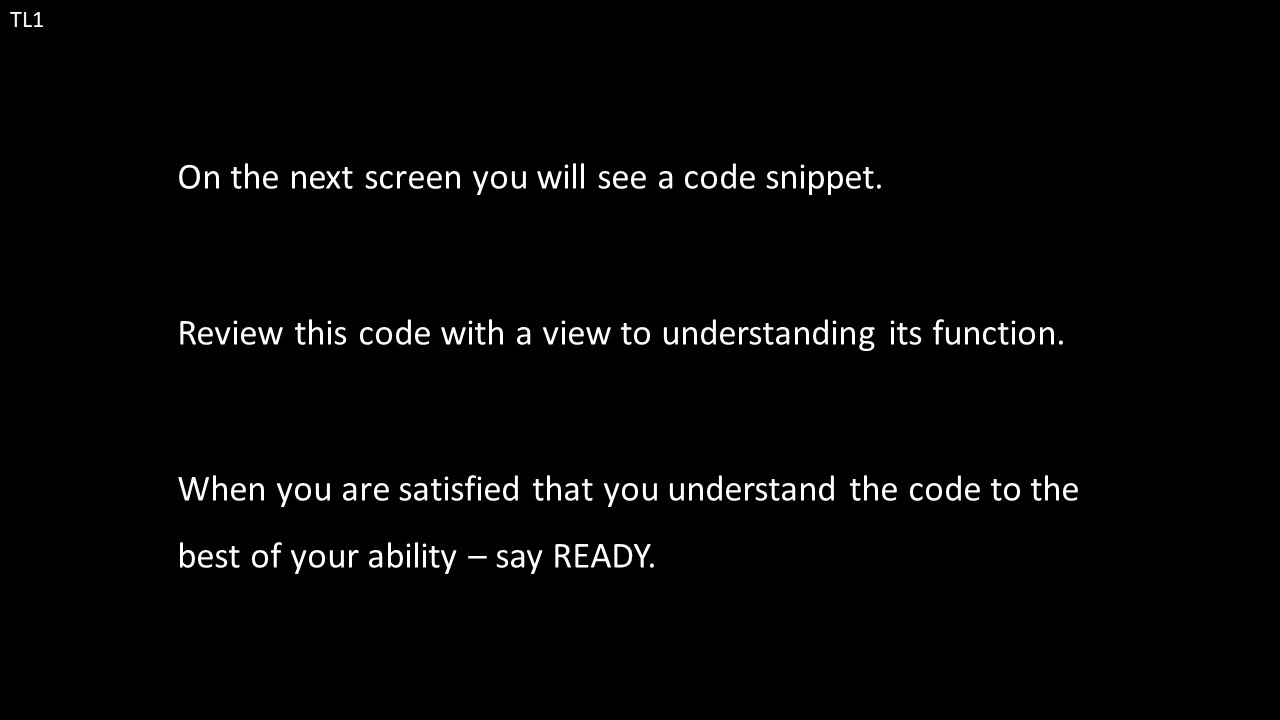 TL1
On the next screen you will see a code snippet.
Review this code with a view to understanding its function.
When you are satisfied that you understand the code to the
best of your ability – say READY.